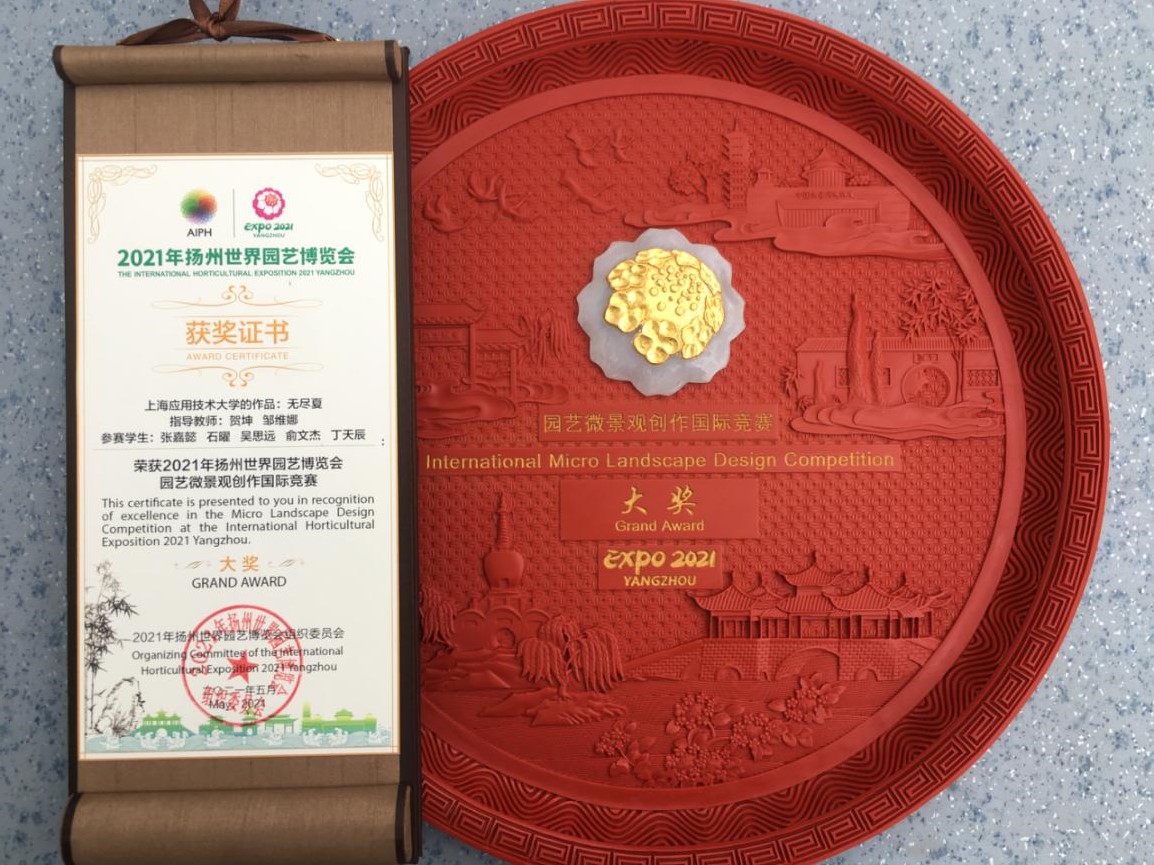 AIPH
EXPO 2021
YANGZHOU
2021年扬州世界园艺博览会
THE INTERNATIONAL HORTICULTURAL EXPOSITION 2021 YANGZHOU
获奖证书
AWARD CERTIFICATE
上海应用技术大学的作品：无尽夏
指导教师：贺坤 邹维娜
参赛学生：张嘉懿 石曜 吴思远 俞文杰 丁天辰
：
荣获2021年扬州世界园艺博览会
园艺微景观创作国际竞赛
This certificate is presented to you in recognition
of excellence in the Micro Landscape Design
Competition at the International Horticultural
Exposition 2021 Yangzhou.
大奖
GRAND AWARD
2021年扬州世界园艺博览会组织委员会
Organizing Committee of the International
Horticultural Exposition 2021 Yangzhou
二〇二一年五月
May, 2021
园艺微景观创作国际竞赛
International Micro Landscape Design Competition
大奖
Grand Award
EXPO 2021
YANGZHOU